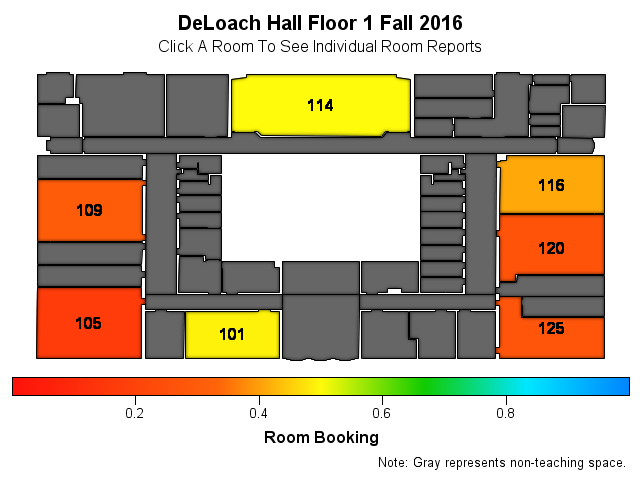 DeLoach Hall Floor 1 Fall 2016
Click A Room To See Individual Room Reports
114
116
109
120
105
125
101
0.2 0.4 0.6 0.8
Room Booking
Note: Gray represents non-teaching space.